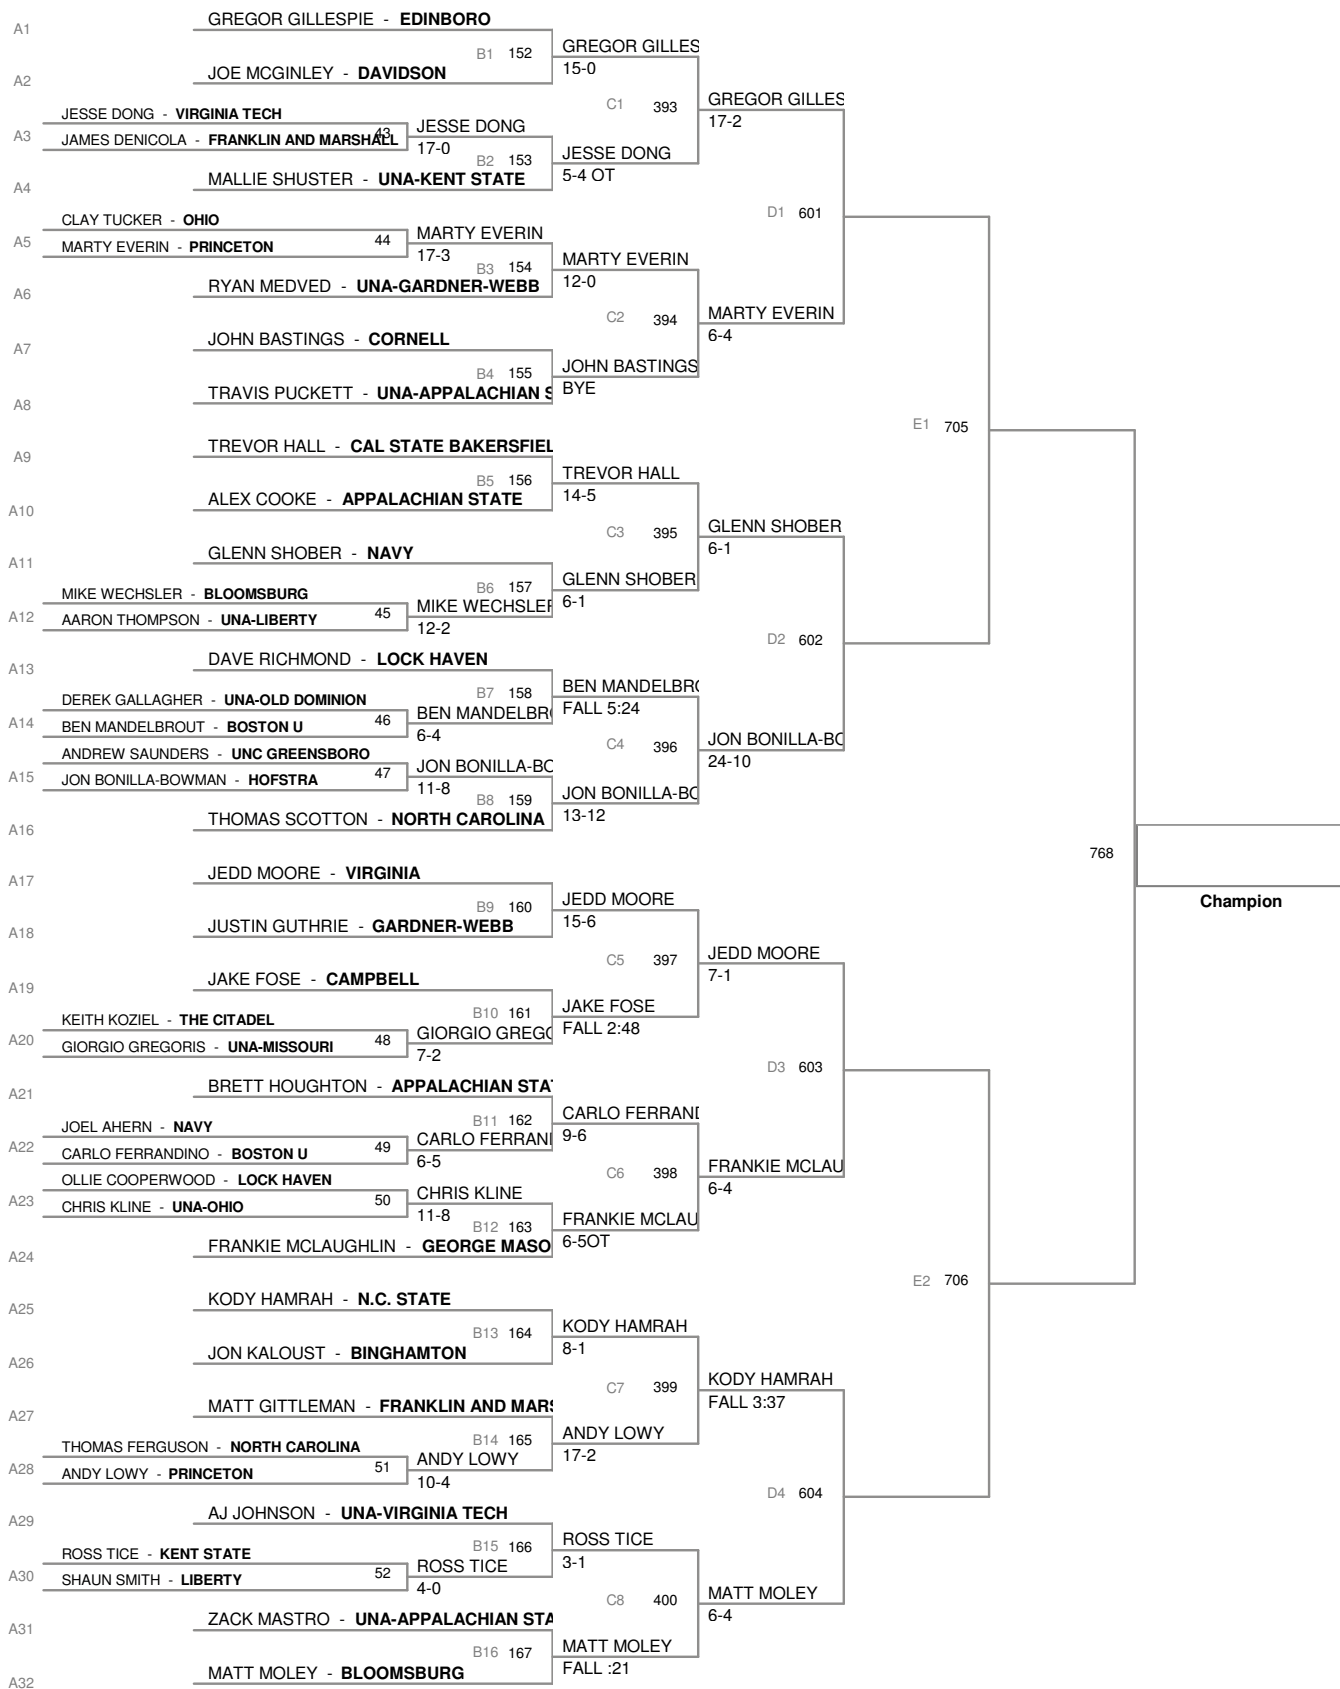 A1 GREGOR GILLESPIE - EDINBORO
B1 152 GREGOR GILLES
15-0
A2 JOE MCGINLEY - DAVIDSON
C1 393 GREGOR GILLES
17-2
JESSE DONG - VIRGINIA TECH
A3 43 JESSE DONG
JAMES DENICOLA - FRANKLIN AND MARSHALL
17-0
B2 153 JESSE DONG
5-4 OT
A4 MALLIE SHUSTER - UNA-KENT STATE
D1 601
CLAY TUCKER - OHIO
A5 44 MARTY EVERIN
MARTY EVERIN - PRINCETON
17-3
B3 154 MARTY EVERIN
12-0
A6 RYAN MEDVED - UNA-GARDNER-WEBB
C2 394 MARTY EVERIN
6-4
A7 JOHN BASTINGS - CORNELL
B4 155 JOHN BASTINGS
BYE
A8 TRAVIS PUCKETT - UNA-APPALACHIAN S
E1 705
A9 TREVOR HALL - CAL STATE BAKERSFIEL
B5 156 TREVOR HALL
14-5
A10 ALEX COOKE - APPALACHIAN STATE
C3 395 GLENN SHOBER
6-1
A11 GLENN SHOBER - NAVY
B6 157 GLENN SHOBER
6-1
MIKE WECHSLER - BLOOMSBURG
A12 45 MIKE WECHSLER
AARON THOMPSON - UNA-LIBERTY
12-2
D2 602
A13 DAVE RICHMOND - LOCK HAVEN
B7 158 BEN MANDELBRO
FALL 5:24
DEREK GALLAGHER - UNA-OLD DOMINION
A14 46 BEN MANDELBR
BEN MANDELBROUT - BOSTON U
6-4
C4 396 JON BONILLA-BO
24-10
ANDREW SAUNDERS - UNC GREENSBORO
A15 47 JON BONILLA-BO
JON BONILLA-BOWMAN - HOFSTRA
11-8
B8 159 JON BONILLA-BO
13-12
A16 THOMAS SCOTTON - NORTH CAROLINA
768
Champion
A17 JEDD MOORE - VIRGINIA
B9 160 JEDD MOORE
15-6
A18 JUSTIN GUTHRIE - GARDNER-WEBB
C5 397 JEDD MOORE
7-1
A19 JAKE FOSE - CAMPBELL
B10 161 JAKE FOSE
FALL 2:48
KEITH KOZIEL - THE CITADEL
A20 48 GIORGIO GREGO
GIORGIO GREGORIS - UNA-MISSOURI
7-2
D3 603
A21 BRETT HOUGHTON - APPALACHIAN STAT
B11 162 CARLO FERRAND
9-6
JOEL AHERN - NAVY
A22 49 CARLO FERRAN
CARLO FERRANDINO - BOSTON U
6-5
C6 398 FRANKIE MCLAU
6-4
OLLIE COOPERWOOD - LOCK HAVEN
A23 50 CHRIS KLINE
CHRIS KLINE - UNA-OHIO
11-8
B12 163 FRANKIE MCLAU
6-5OT
A24 FRANKIE MCLAUGHLIN - GEORGE MASO
E2 706
A25 KODY HAMRAH - N.C. STATE
B13 164 KODY HAMRAH
8-1
A26 JON KALOUST - BINGHAMTON
C7 399 KODY HAMRAH
FALL 3:37
A27 MATT GITTLEMAN - FRANKLIN AND MARS
B14 165 ANDY LOWY
17-2
THOMAS FERGUSON - NORTH CAROLINA
A28 51 ANDY LOWY
ANDY LOWY - PRINCETON
10-4
D4 604
A29 AJ JOHNSON - UNA-VIRGINIA TECH
B15 166 ROSS TICE
3-1
ROSS TICE - KENT STATE
A30 52 ROSS TICE
SHAUN SMITH - LIBERTY
4-0
C8 400 MATT MOLEY
6-4
A31 ZACK MASTRO - UNA-APPALACHIAN STA
B16 167 MATT MOLEY
FALL :21
A32 MATT MOLEY - BLOOMSBURG